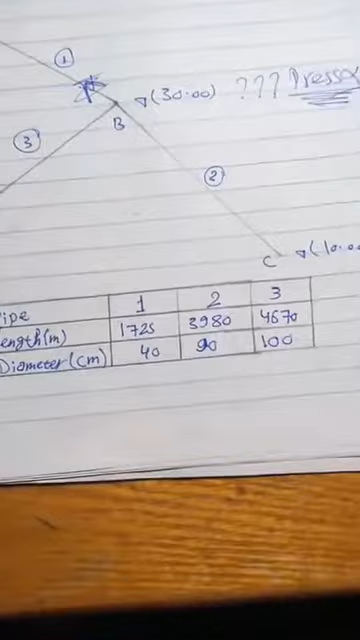 1
▽(30.00) ??? Pressu
B
3
2
C ▽(10.00
ipe 1 2 3
ength(m) 1725 3980 4670
Diameter(cm) 40 90 100